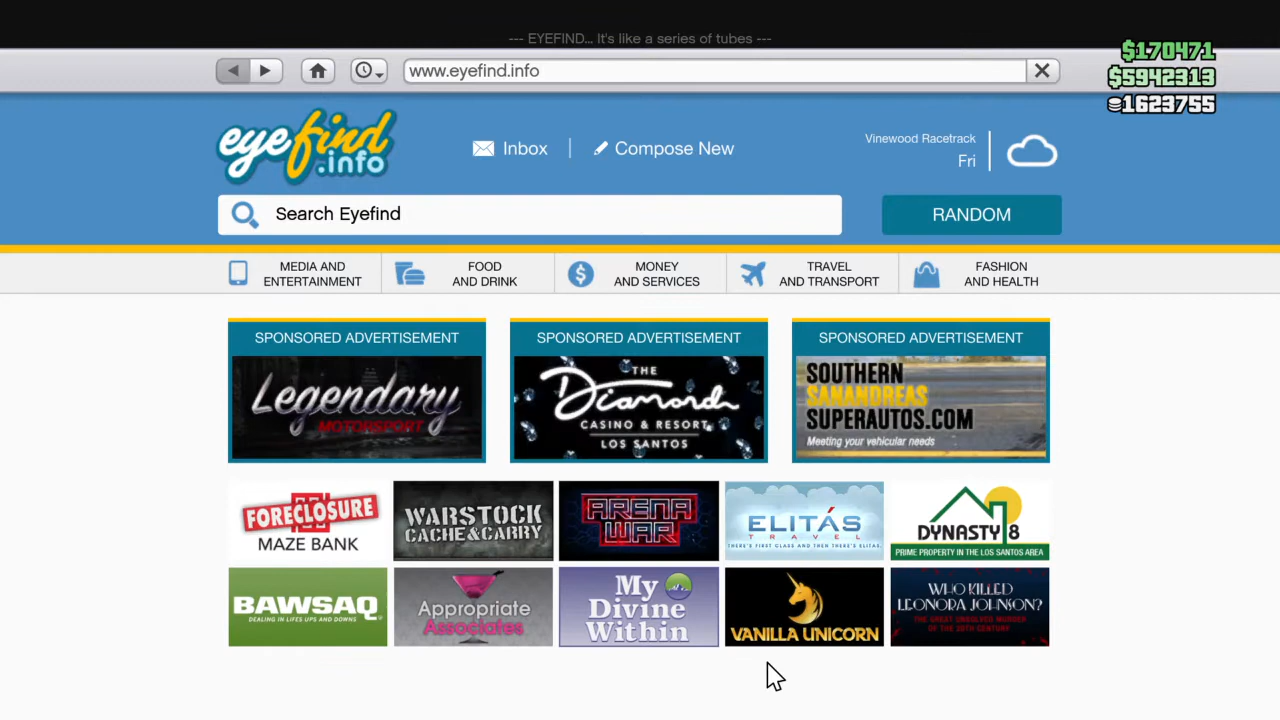 --- EYEFIND... It's like a series of tubes ---
$170471
www.eyefind.info
$5942313
1623755
eyefind
.info
Inbox
Compose New
Vinewood Racetrack
Fri
Search Eyefind
RANDOM
MEDIA AND
ENTERTAINMENT
FOOD
AND DRINK
MONEY
AND SERVICES
TRAVEL
AND TRANSPORT
FASHION
AND HEALTH
SPONSORED ADVERTISEMENT
Legendary
MOTORSPORT
SPONSORED ADVERTISEMENT
THE
Diamond
CASINO & RESORT
LOS SANTOS
SPONSORED ADVERTISEMENT
SOUTHERN
SANANDREAS
SUPERAUTOS.COM
Meeting your vehicular needs
FORECLOSURE
MAZE BANK
WARSTOCK
CACHE&CARRY
ARENA
WAR
ELITÁS
TRAVEL
THERE'S FIRST CLASS AND THEN THERE'S ELITAS.
DYNASTY 8
PRIME PROPERTY IN THE LOS SANTOS AREA
BAWSAQ
DEALING IN LIFES UPS AND DOWNS
Appropriate
Associates
My
Divine
Within
VANILLA UNICORN
WHO KILLED
LEONORA JOHNSON?
THE GREAT UNSOLVED MURDER
OF THE 20TH CENTURY